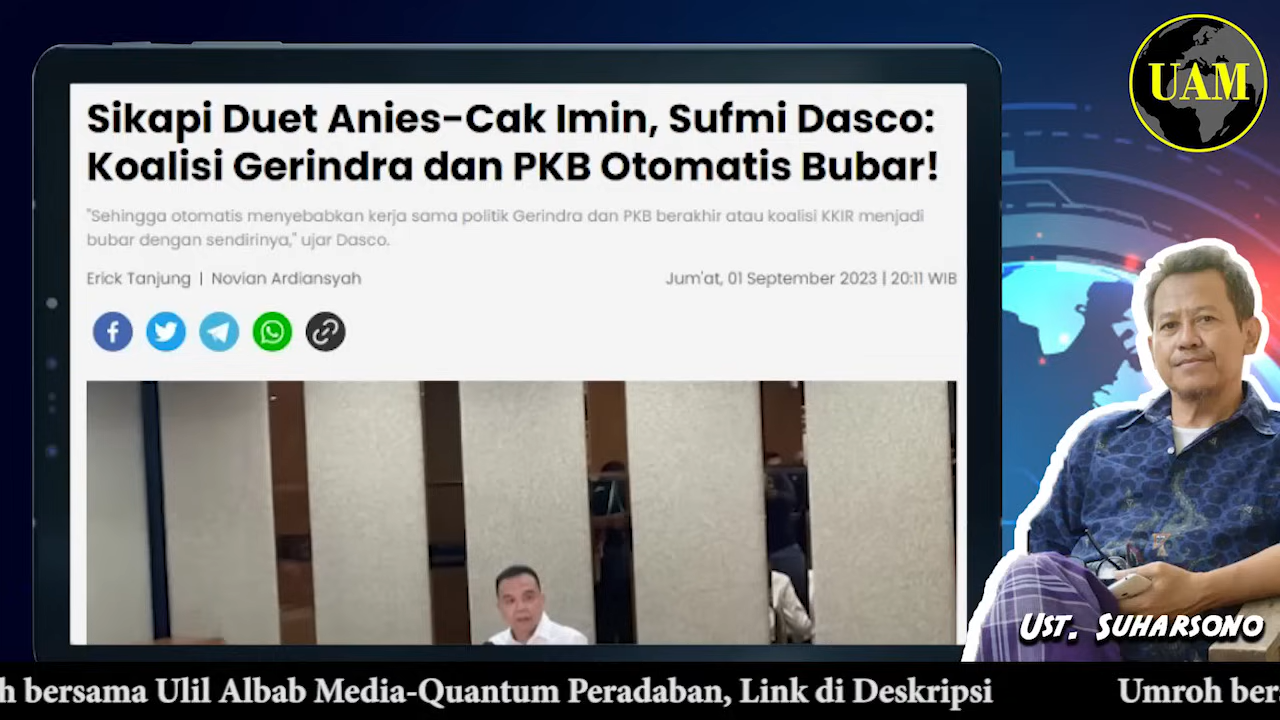 UAM
Sikapi Duet Anies-Cak Imin, Sufmi Dasco:
Koalisi Gerindra dan PKB Otomatis Bubar!
"Sehingga otomatis menyebabkan kerja sama politik Gerindra dan PKB berakhir atau koalisi KKIR menjadi
bubar dengan sendirinya," ujar Dasco.
Erick Tanjung | Novian Ardiansyah
Jum'at, 01 September 2023 | 20:11 WIB
UST. SUHARSONO
h bersama Ulil Albab Media-Quantum Peradaban, Link di Deskripsi
Umroh ber